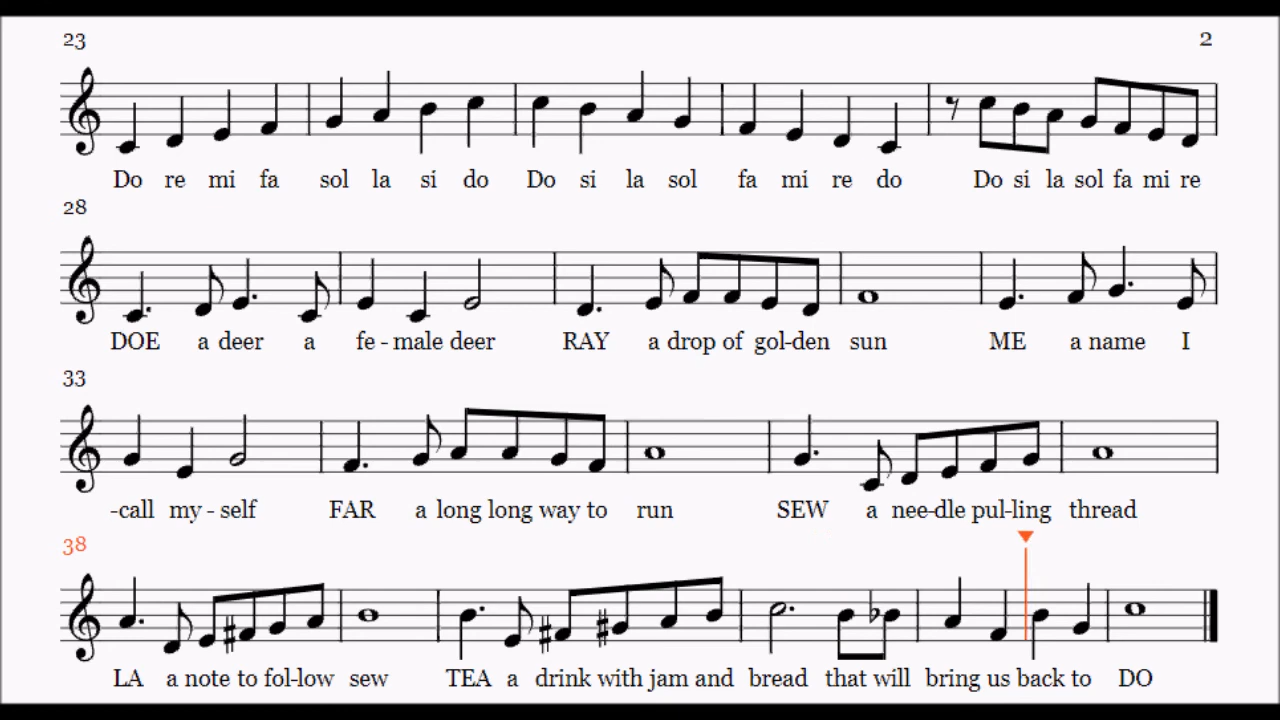 23 2
Do re mi fa sol la si do Do si la sol fa mi re do Do si la sol fa mi re
28
DOE a deer a fe - male deer RAY a drop of gol-den sun ME a name I
33
-call my - self FAR a long long way to run SEW a nee-dle pul-ling thread
38
LA a note to fol-low sew TEA a drink with jam and bread that will bring us back to DO